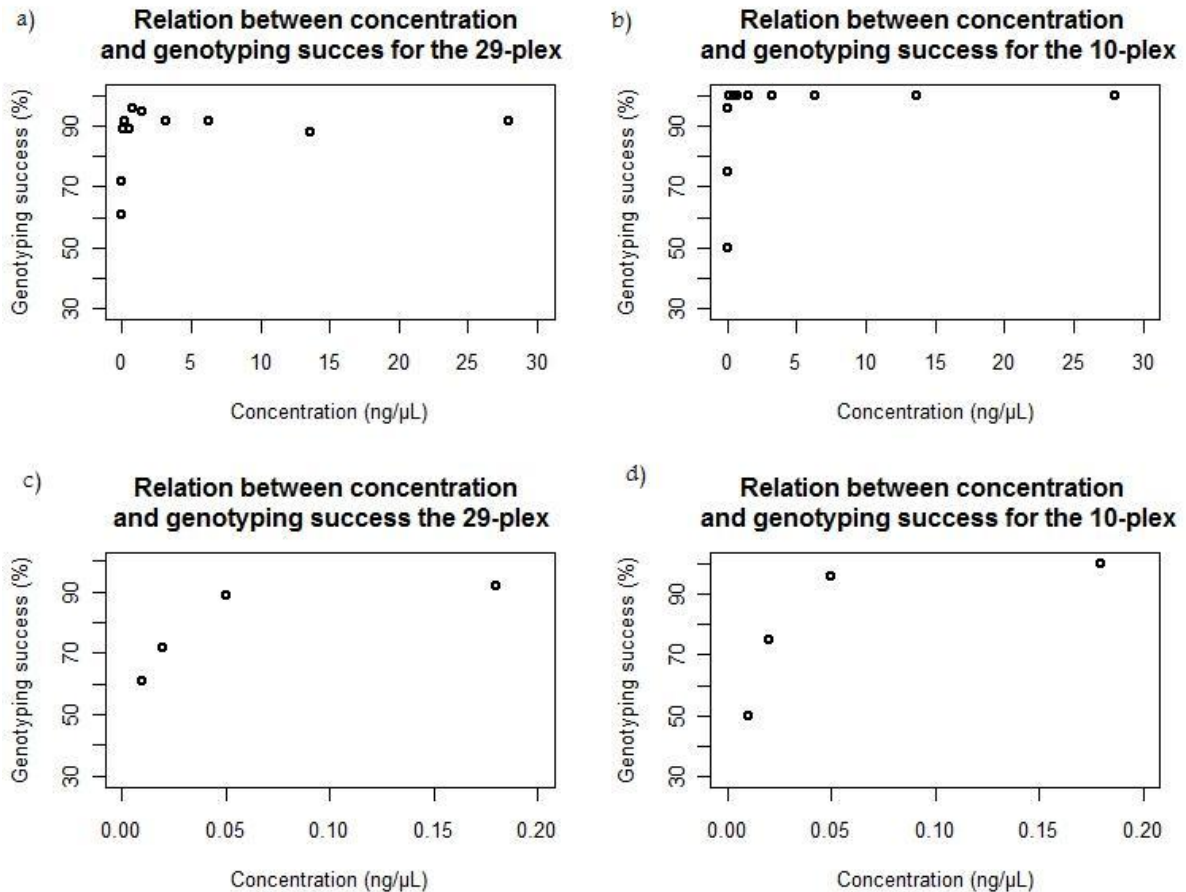 a)
Relation between concentration
and genotyping succes for the 29-plex
Genotyping success (%)
90
70
50
30
0 5 10 15 20 25 30
Concentration (ng/µL)
b)
Relation between concentration
and genotyping success for the 10-plex
Genotyping success (%)
90
70
50
30
0 5 10 15 20 25 30
Concentration (ng/µL)
c)
Relation between concentration
and genotyping success the 29-plex
Genotyping success (%)
90
70
50
30
0.00 0.05 0.10 0.15 0.20
Concentration (ng/µL)
d)
Relation between concentration
and genotyping success for the 10-plex
Genotyping success (%)
90
70
50
30
0.00 0.05 0.10 0.15 0.20
Concentration (ng/µL)